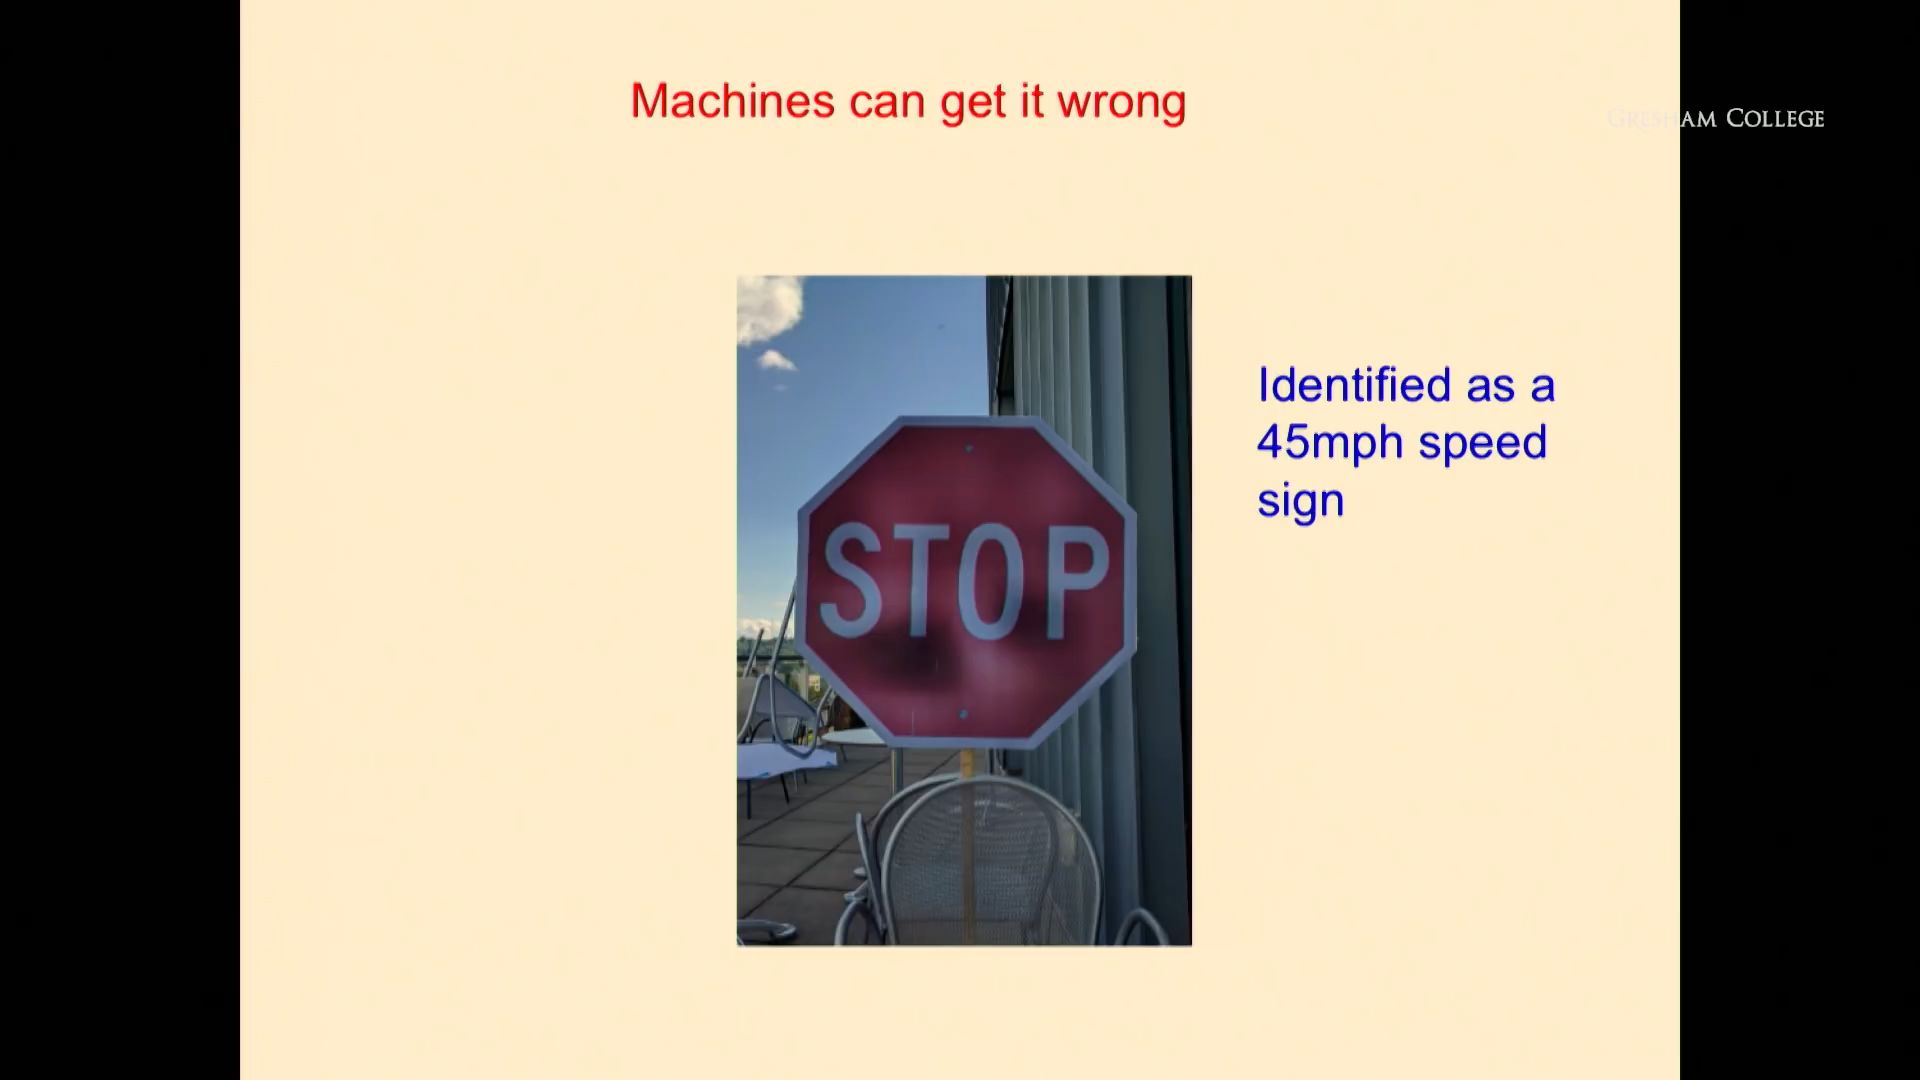 Machines can get it wrong
GRESHAM COLLEGE
Identified as a
45mph speed
sign
STOP